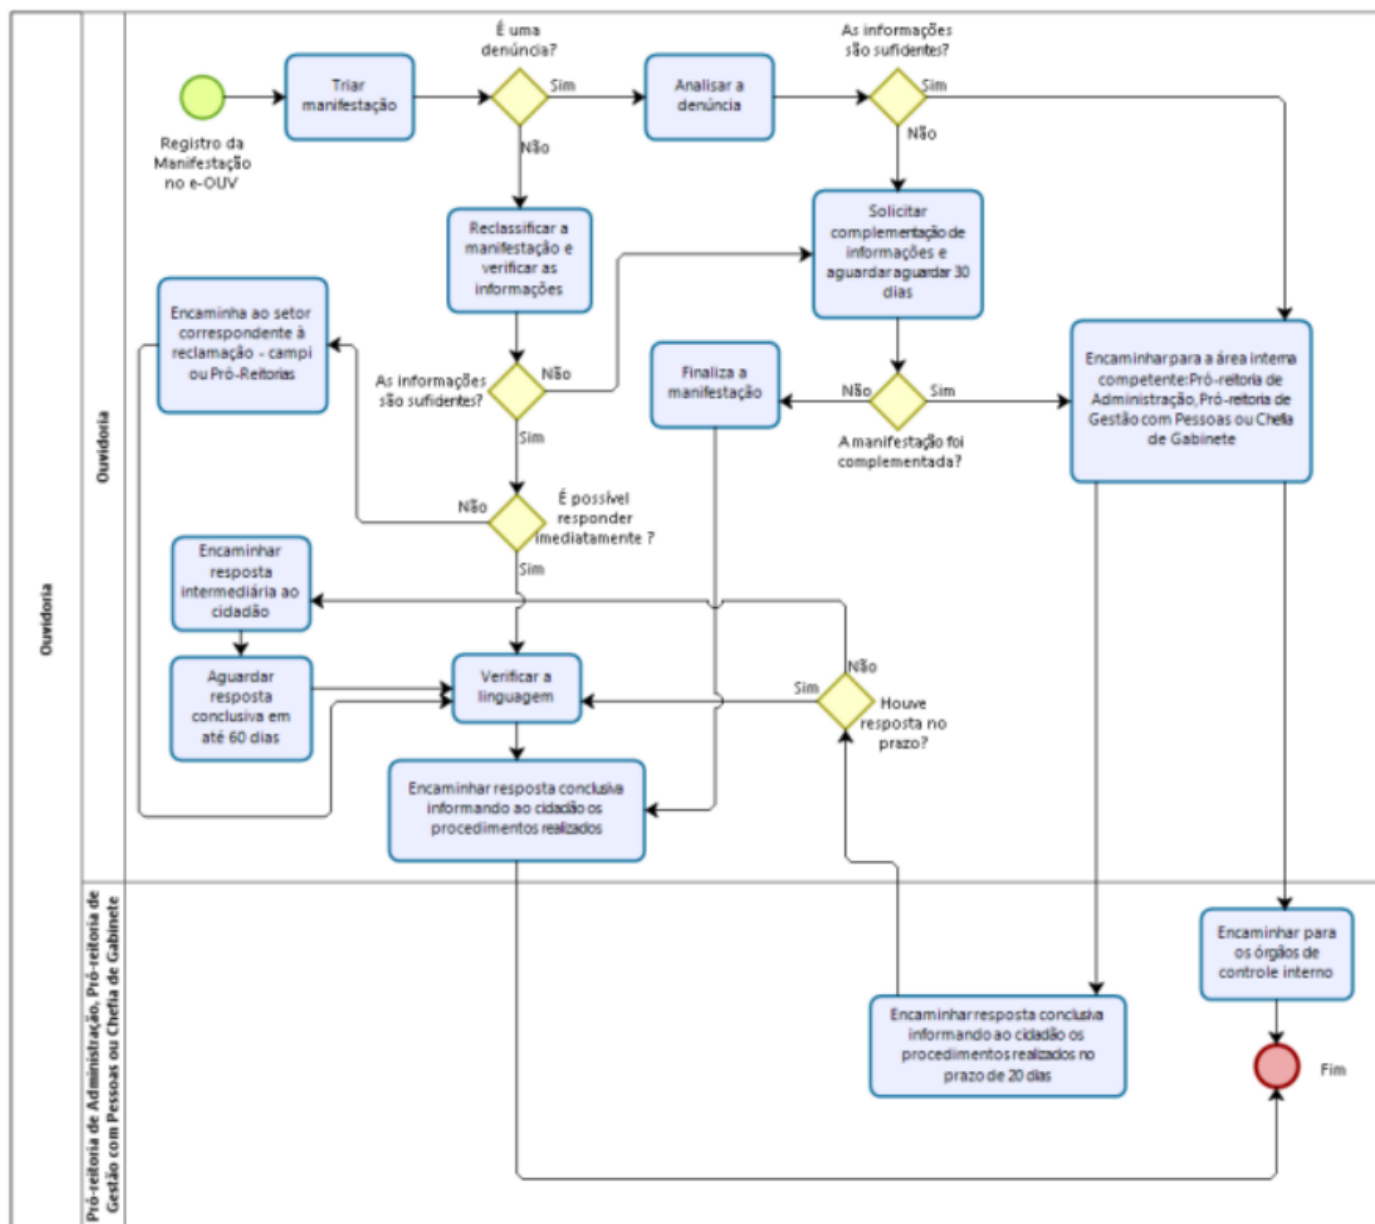 É uma
denúncia?
As informações
são suficentes?
Triar
manifestação
Sim
Analisar a
denúncia
Sim
Registro da
Manifestação
no e-OUV
Não
Não
Reclassificar a
manifestação e
verificar as
informações
Solicitar
complementação de
informações e
aguardar aguardar 30
dias
Encaminha ao setor
correspondente à
reclamação - campi
ou Pró-Reitorias
As informações
são suficentes?
Não
Finaliza a
manifestação
Não
Sim
A manifestação foi
complementada?
Encaminhar para a área interna
competente:Pró-reitoria de
Administração, Pró-reitoria de
Gestão com Pessoas ou Chefia
de Gabinete
Sim
Não
É possível
responder
imediatamente ?
Sim
Encaminhar
resposta
intermediária ao
cidadão
Aguardar
resposta
conclusiva em
até 60 dias
Verificar a
linguagem
Sim
Não
Houve
resposta no
prazo?
Encaminhar resposta conclusiva
informando ao cidadão os
procedimentos realizados
Ouvidoria
Ouvidoria
Pró-reitoria de Administração, Pró-reitoria de
Gestão com Pessoas ou Chefia de Gabinete
Encaminhar para
os órgãos de
controle interno
Encaminhar resposta conclusiva
informando ao cidadão os
procedimentos realizados no
prazo de 20 dias
Fim